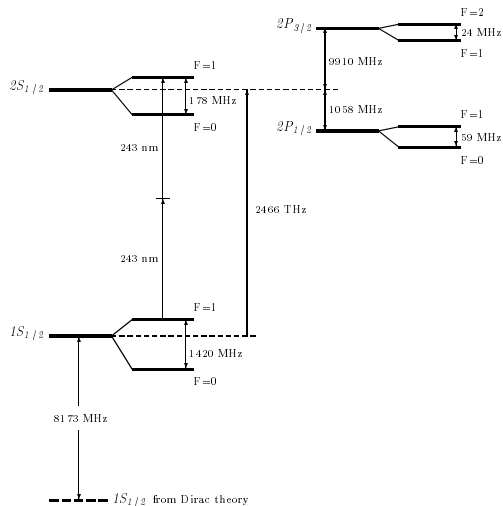 F=2
2P3/2
24 MHz
F=1
F=1
9910 MHz
2S1/2
178 MHz
1058 MHz
F=1
F=0
2P1/2
59 MHz
243 nm
F=0
2466 THz
243 nm
F=1
1S1/2
1420 MHz
F=0
8173 MHz
1S1/2 from Dirac theory